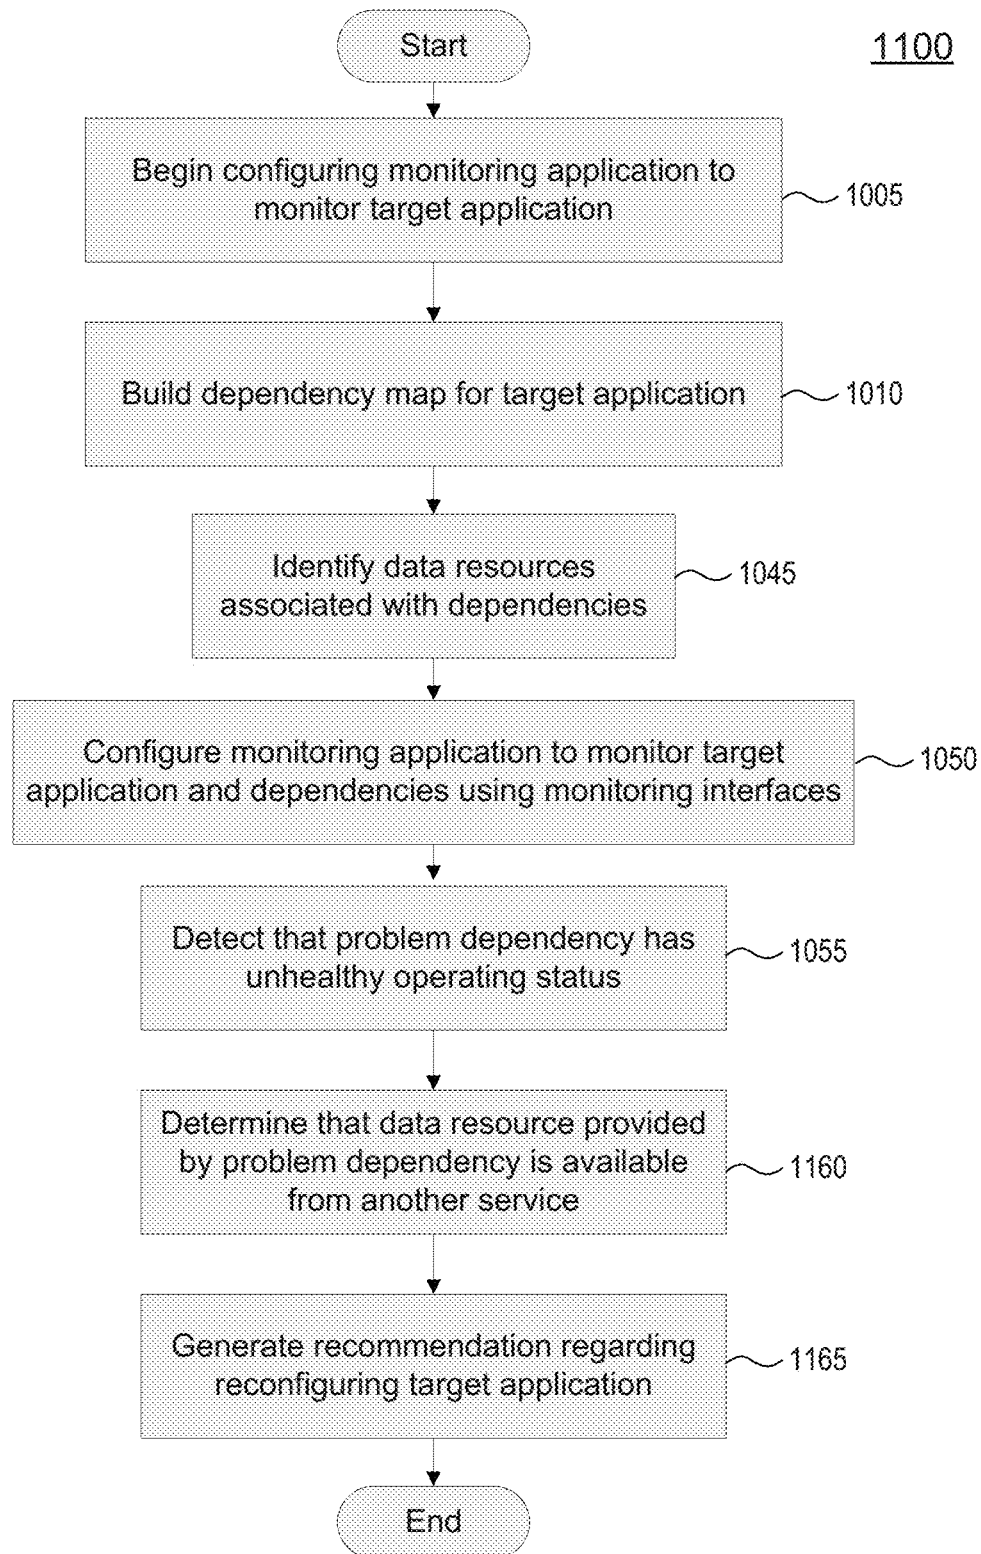 Start
1100
Begin configuring monitoring application to
monitor target application
1005
Build dependency map for target application
1010
Identify data resources
associated with dependencies
1045
Configure monitoring application to monitor target
application and dependencies using monitoring interfaces
1050
Detect that problem dependency has
unhealthy operating status
1055
Determine that data resource provided
by problem dependency is available
from another service
1160
Generate recommendation regarding
reconfiguring target application
1165
End